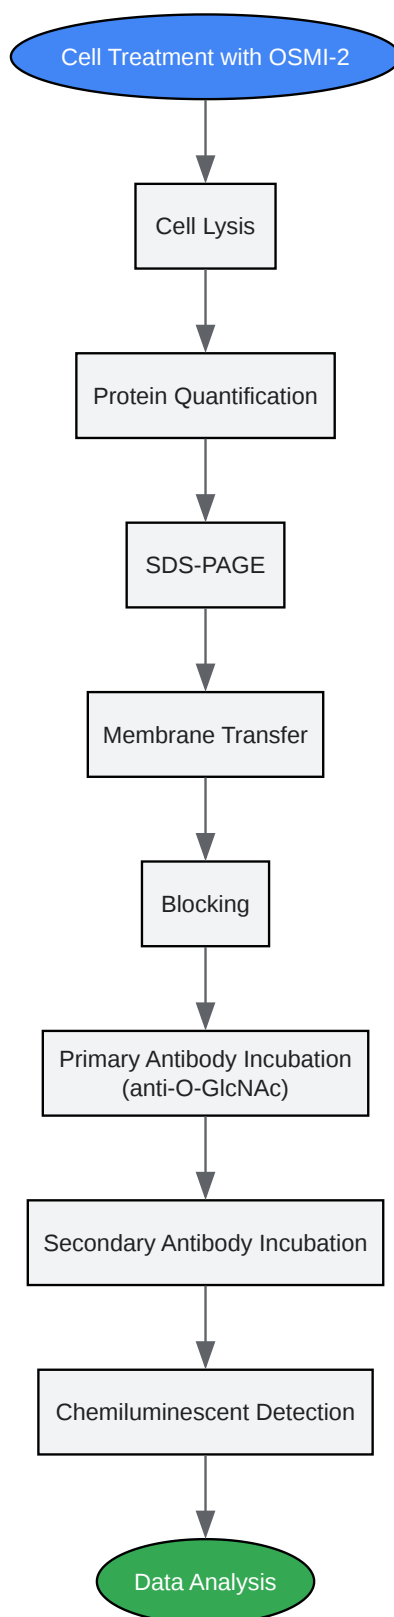 Cell Treatment with OSMI-2
Cell Lysis
Protein Quantification
SDS-PAGE
Membrane Transfer
Blocking
Primary Antibody Incubation
(anti-O-GlcNAc)
Secondary Antibody Incubation
Chemiluminescent Detection
Data Analysis